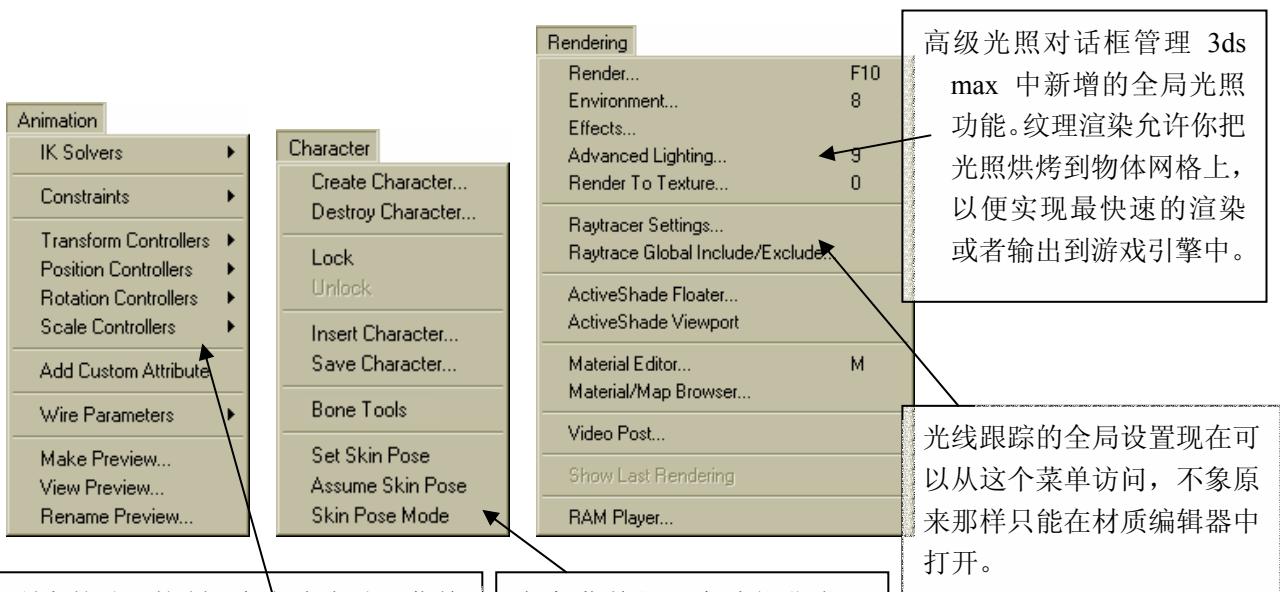 Animation
IK Solvers
Constraints
Transform Controllers
Position Controllers
Rotation Controllers
Scale Controllers
Add Custom Attribute
Wire Parameters
Make Preview...
View Preview...
Rename Preview...
Character
Create Character...
Destroy Character...
Lock
Unlock
Insert Character...
Save Character...
Bone Tools
Set Skin Pose
Assume Skin Pose
Skin Pose Mode
Rendering
Render... F10
Environment... 8
Effects...
Advanced Lighting... 9
Render To Texture... 0
Raytracer Settings...
Raytrace Global Include/Exclude..
ActiveShade Floater...
ActiveShade Viewport
Material Editor... M
Material/Map Browser...
Video Post...
Show Last Rendering
RAM Player...
高级光照对话框管理 3ds
max 中新增的全局光照
功能。纹理渲染允许你把
光照烘烤到物体网格上，
以便实现最快速的渲染
或者输出到游戏引擎中。
光线跟踪的全局设置现在可
以从这个菜单访问，不象原
来那样只能在材质编辑器中
打开。